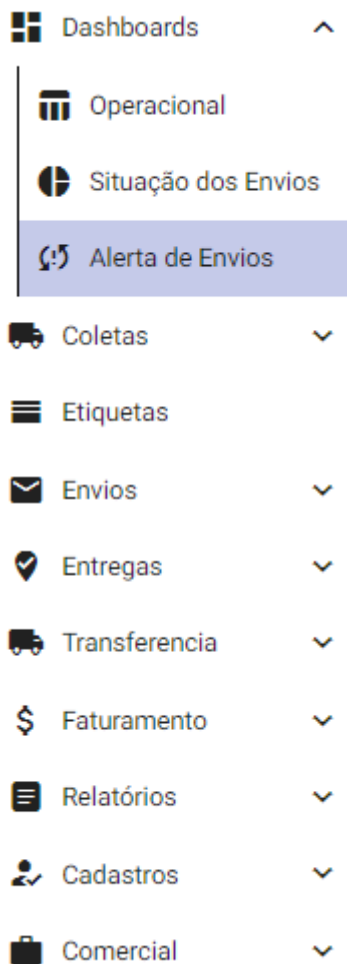 Dashboards
Operacional
Situação dos Envios
Alerta de Envios
Coletas
Etiquetas
Envios
Entregas
Transferencia
Faturamento
Relatórios
Cadastros
Comercial